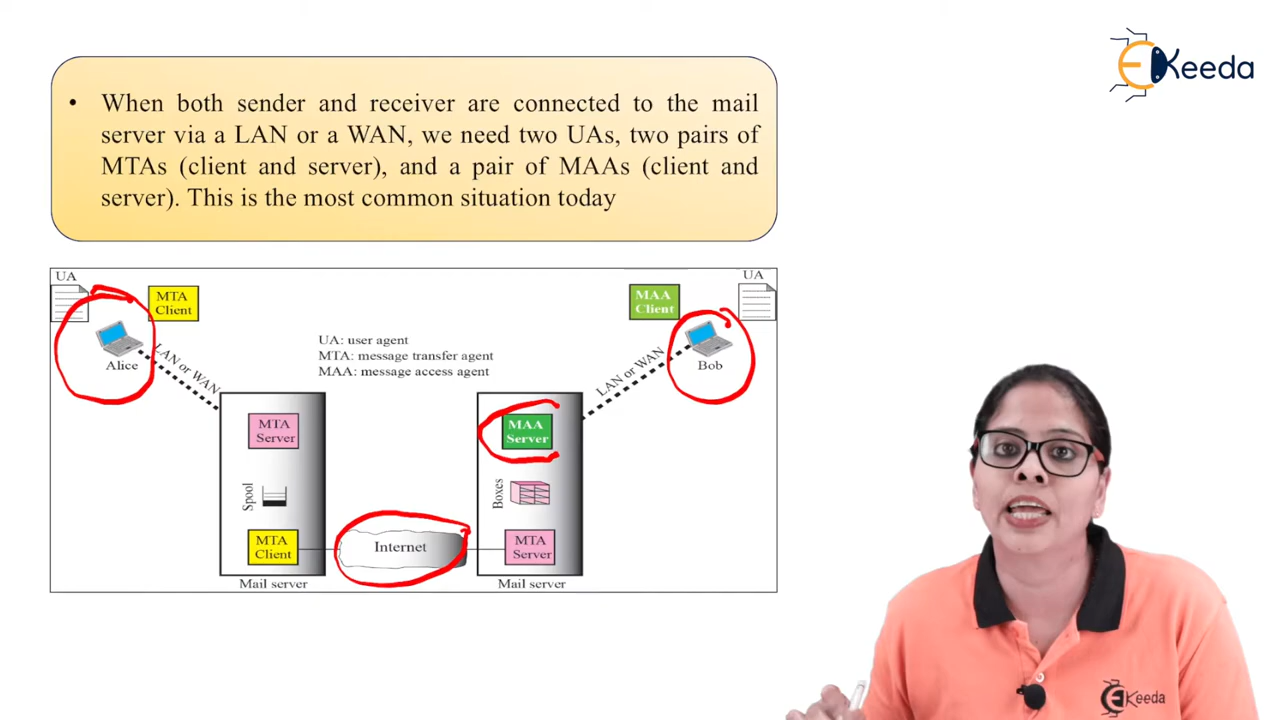 EKeeda
• When both sender and receiver are connected to the mail
server via a LAN or a WAN, we need two UAs, two pairs of
MTAs (client and server), and a pair of MAAs (client and
server). This is the most common situation today
UA
MTA
Client
Alice
LAN or WAN
UA: user agent
MTA: message transfer agent
MAA: message access agent
MAA
Client
UA
Bob
LAN or WAN
MTA
Server
Spool
MTA
Client
Mail server
Internet
MAA
Server
Boxes
MTA
Server
Mail server
EKeeda